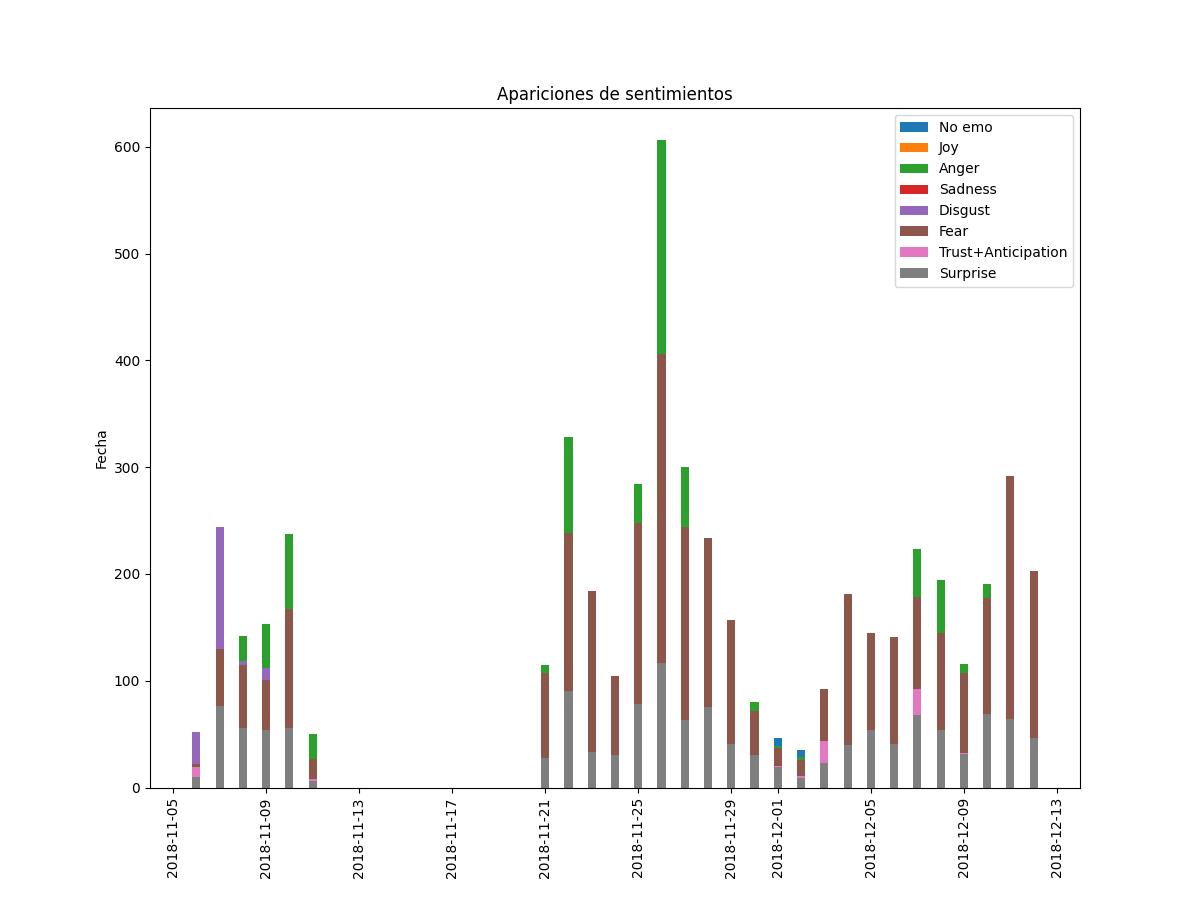 Apariciones de sentimientos
No emo
Joy
Anger
Sadness
Disgust
Fear
Trust+Anticipation
Surprise
Fecha
600
500
400
300
200
100
0
2018-11-05
2018-11-09
2018-11-13
2018-11-17
2018-11-21
2018-11-25
2018-11-29
2018-12-01
2018-12-05
2018-12-09
2018-12-13